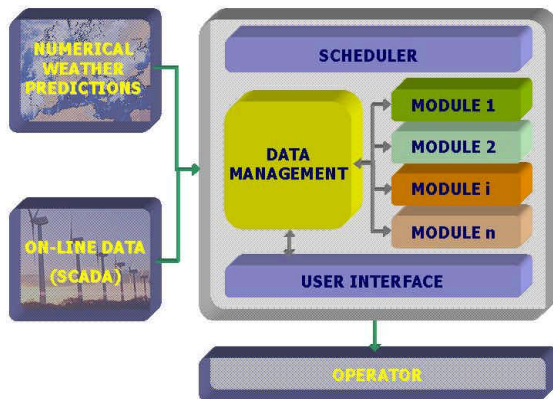 NUMERICAL
WEATHER
PREDICTIONS
ON-LINE DATA
(SCADA)
SCHEDULER
DATA
MANAGEMENT
MODULE 1
MODULE 2
MODULE i
MODULE n
USER INTERFACE
OPERATOR